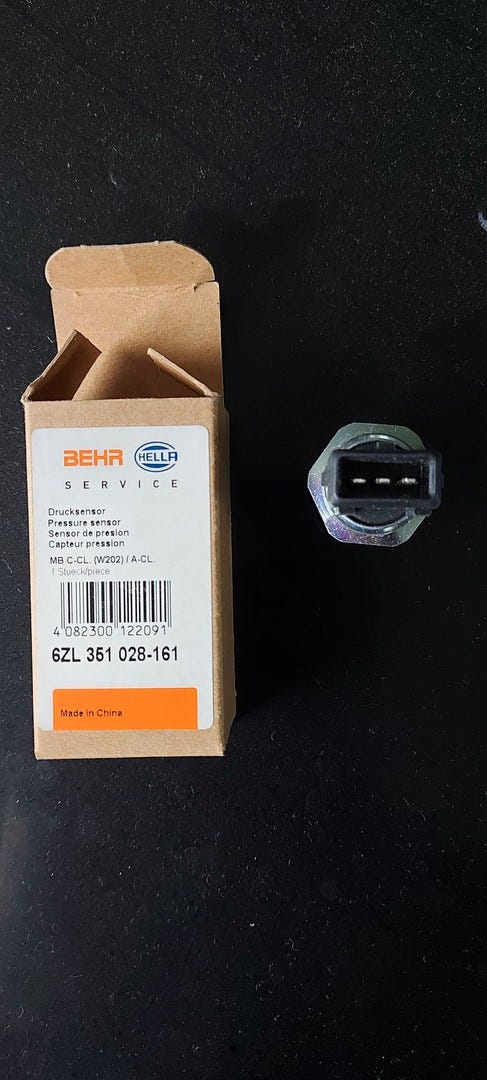 BEHR HELLA
SERVICE
Drucksensor
Pressure sensor
Sensor de presion
Capteur pression
MB C-CL. (W202) / A-CL.
1 Stueck/piece
4 082300 122091
6ZL 351 028-161
Made in China